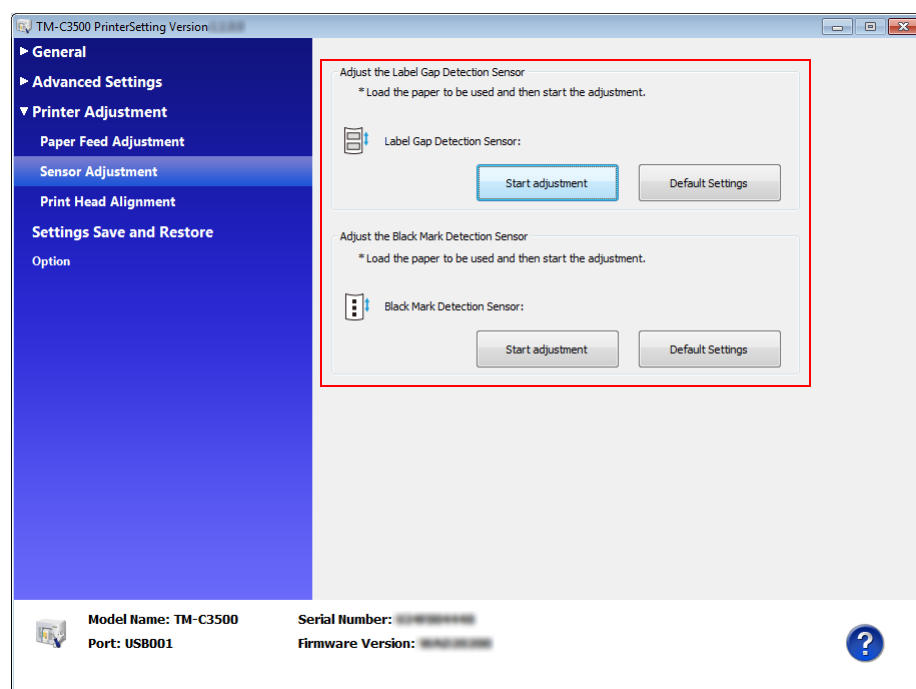 TM-C3500 PrinterSetting Version
General
Advanced Settings
Printer Adjustment
Paper Feed Adjustment
Sensor Adjustment
Print Head Alignment
Settings Save and Restore
Option
Adjust the Label Gap Detection Sensor
*Load the paper to be used and then start the adjustment.
Label Gap Detection Sensor:
Start adjustment Default Settings
Adjust the Black Mark Detection Sensor
*Load the paper to be used and then start the adjustment.
Black Mark Detection Sensor:
Start adjustment Default Settings
Model Name: TM-C3500 Serial Number:
Port: USB001 Firmware Version:
?